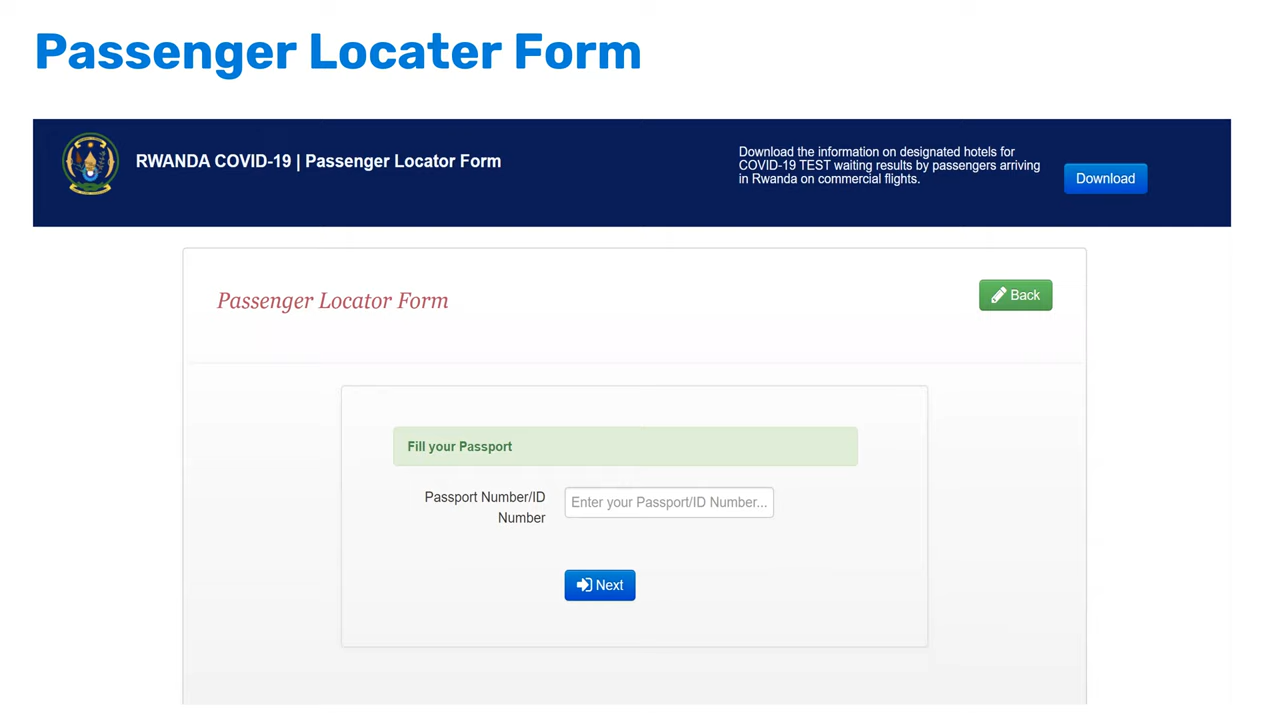 Passenger Locater Form
RWANDA COVID-19 | Passenger Locator Form
Download the information on designated hotels for
COVID-19 TEST waiting results by passengers arriving
in Rwanda on commercial flights.
Download
Passenger Locator Form
Back
Fill your Passport
Passport Number/ID
Number
Enter your Passport/ID Number...
Next